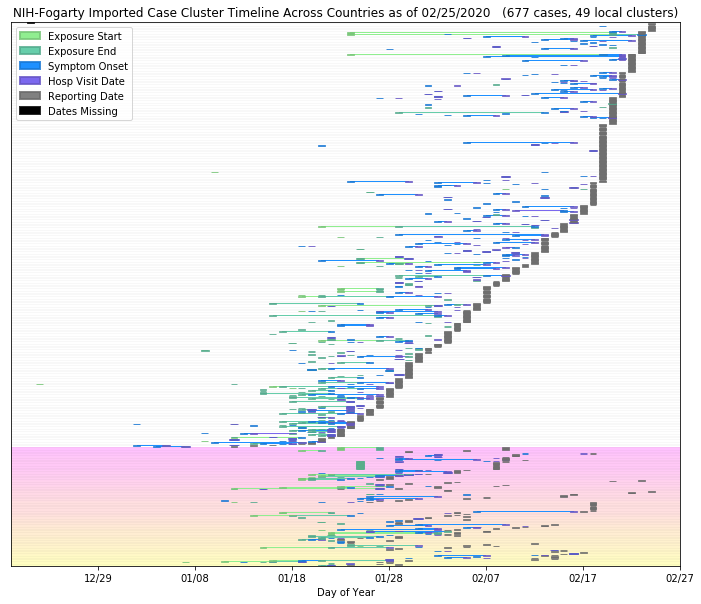 NIH-Fogarty Imported Case Cluster Timeline Across Countries as of 02/25/2020 (677 cases, 49 local clusters)
Exposure Start
Exposure End
Symptom Onset
Hosp Visit Date
Reporting Date
Dates Missing
12/29 01/08 01/18 01/28 02/07 02/17 02/27
Day of Year